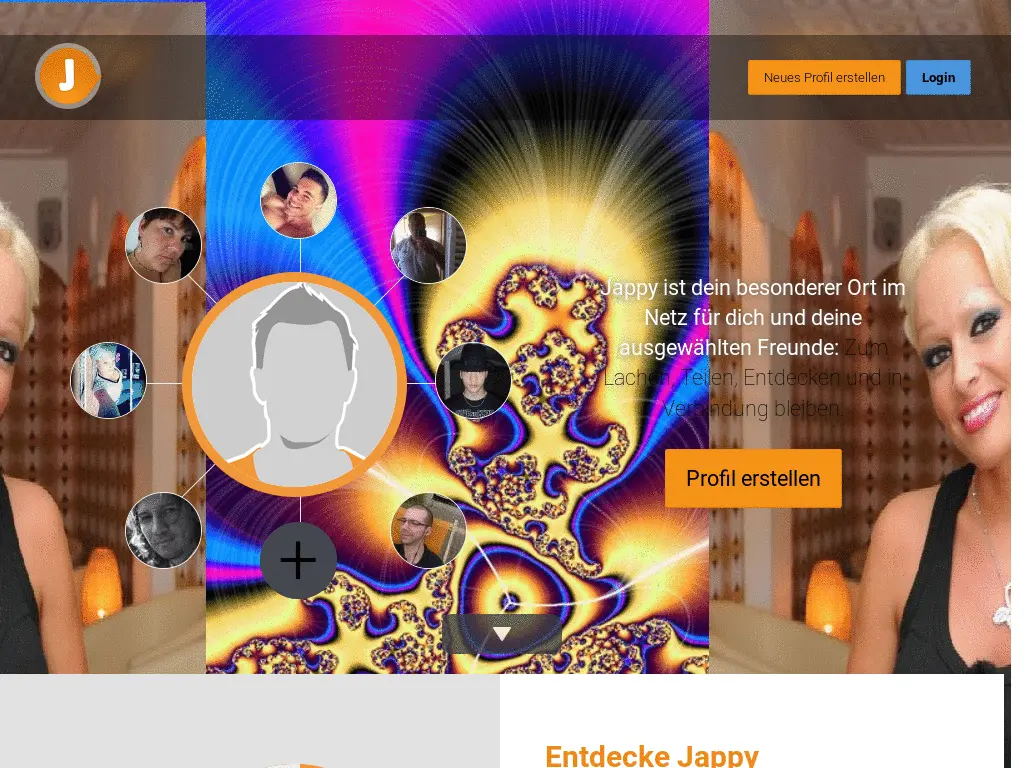 J
Neues Profil erstellen
Login
Jappy ist dein besonderer Ort im
Netz für dich und deine
ausgewählten Freunde: Zum
Lachen, Teilen, Entdecken und in
Verbindung bleiben.
Profil erstellen
Entdecke Jappy